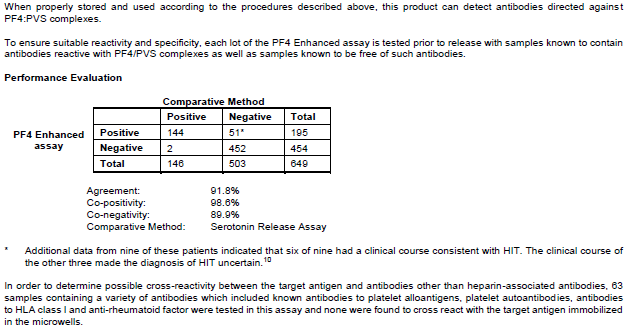 When properly stored and used according to the procedures described above, this product can detect antibodies directed against
PF4:PVS complexes.
To ensure suitable reactivity and specificity, each lot of the PF4 Enhanced assay is tested prior to release with samples known to contain
antibodies reactive with PF4/PVS complexes as well as samples known to be free of such antibodies.
Performance Evaluation
Comparative Method
Positive Negative Total
PF4 Enhanced assay Positive 144 51* 195
Negative 2 452 454
Total 146 503 649
Agreement: 91.8%
Co-positivity: 98.6%
Co-negativity: 89.9%
Comparative Method: Serotonin Release Assay
* Additional data from nine of these patients indicated that six of nine had a clinical course consistent with HIT. The clinical course of
the other three made the diagnosis of HIT uncertain.10
In order to determine possible cross-reactivity between the target antigen and antibodies other than heparin-associated antibodies, 63
samples containing a variety of antibodies which included known antibodies to platelet alloantigens, platelet autoantibodies, antibodies
to HLA class I and anti-rheumatoid factor were tested in this assay and none were found to cross react with the target antigen immobilized
in the microwells.